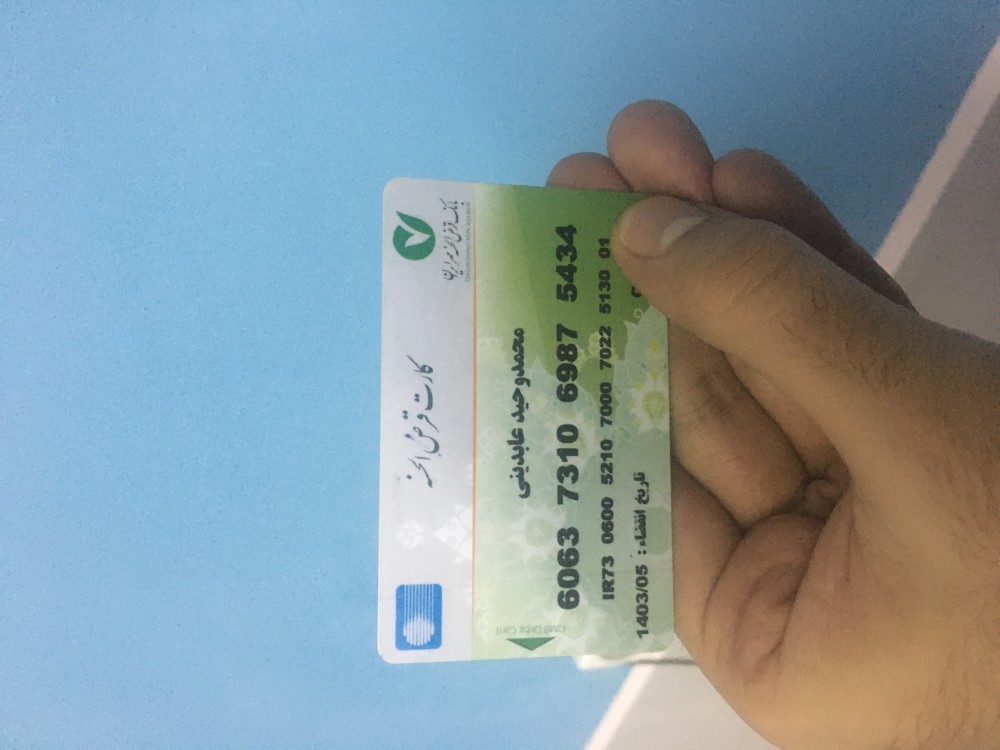 بانک قرض الحسنه مهر ایران
کارت قرض الحسنه
محمدوحید عابدینی
6063 7310 6987 5434
IR73 0600 5210 7000 7022 5130 01
1403/05 : تاریخ انقضاء
QMB Debit Card